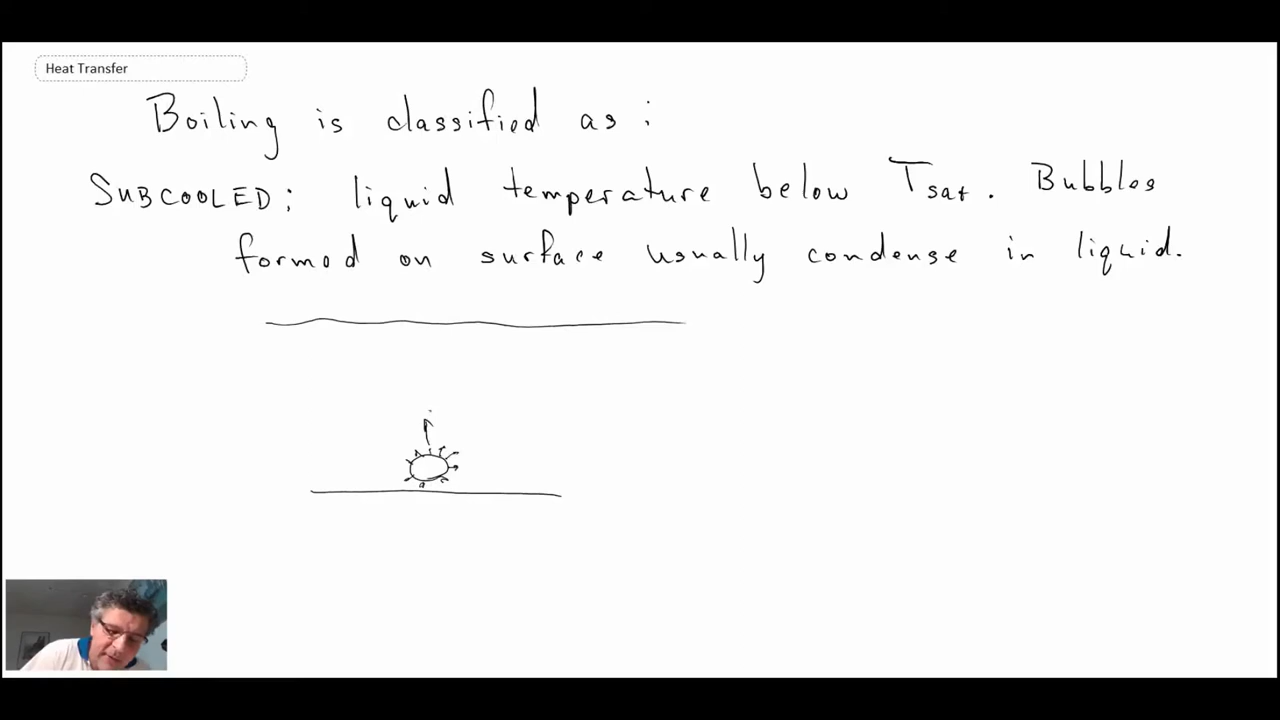 Heat Transfer
Boiling is classified as :
SUBCOOLED: liquid temperature below Tsat. Bubbles
formed on surface usually condense in liquid.